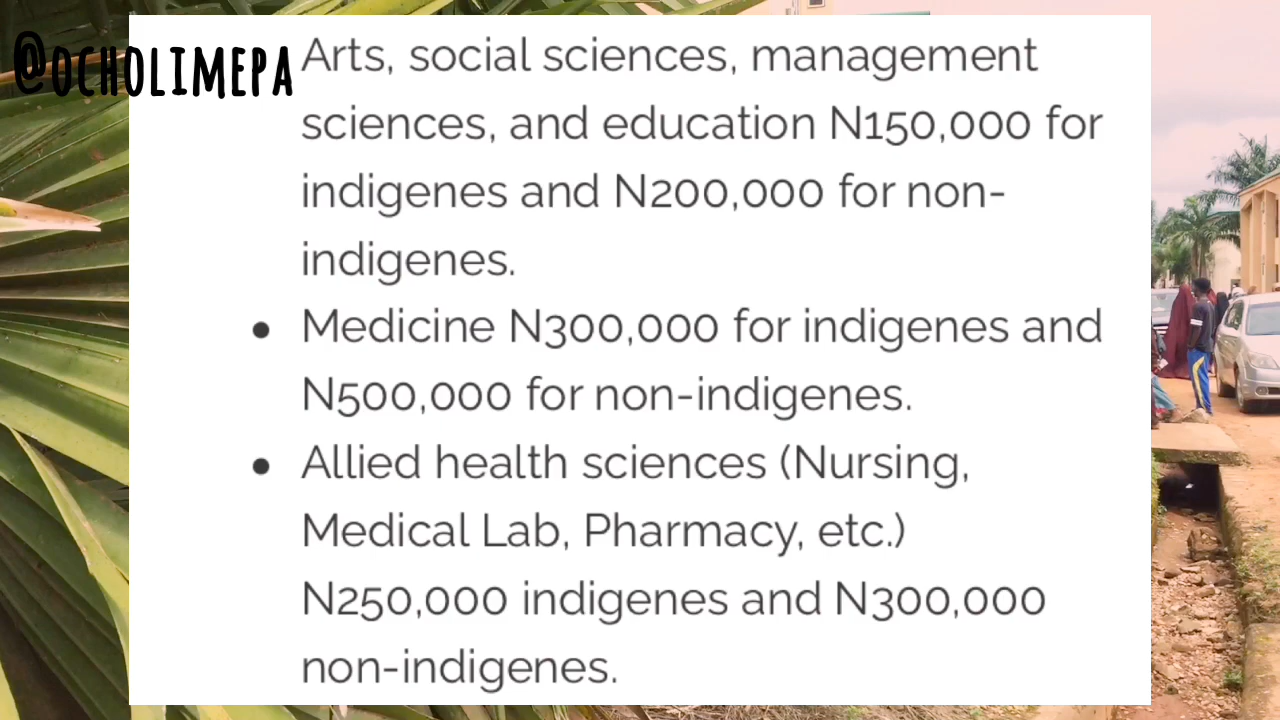 @OCHOLIMEPA
Arts, social sciences, management
sciences, and education N150,000 for
indigenes and N200,000 for non-
indigenes.
● Medicine N300,000 for indigenes and
N500,000 for non-indigenes.
● Allied health sciences (Nursing,
Medical Lab, Pharmacy, etc.)
N250,000 indigenes and N300,000
non-indigenes.